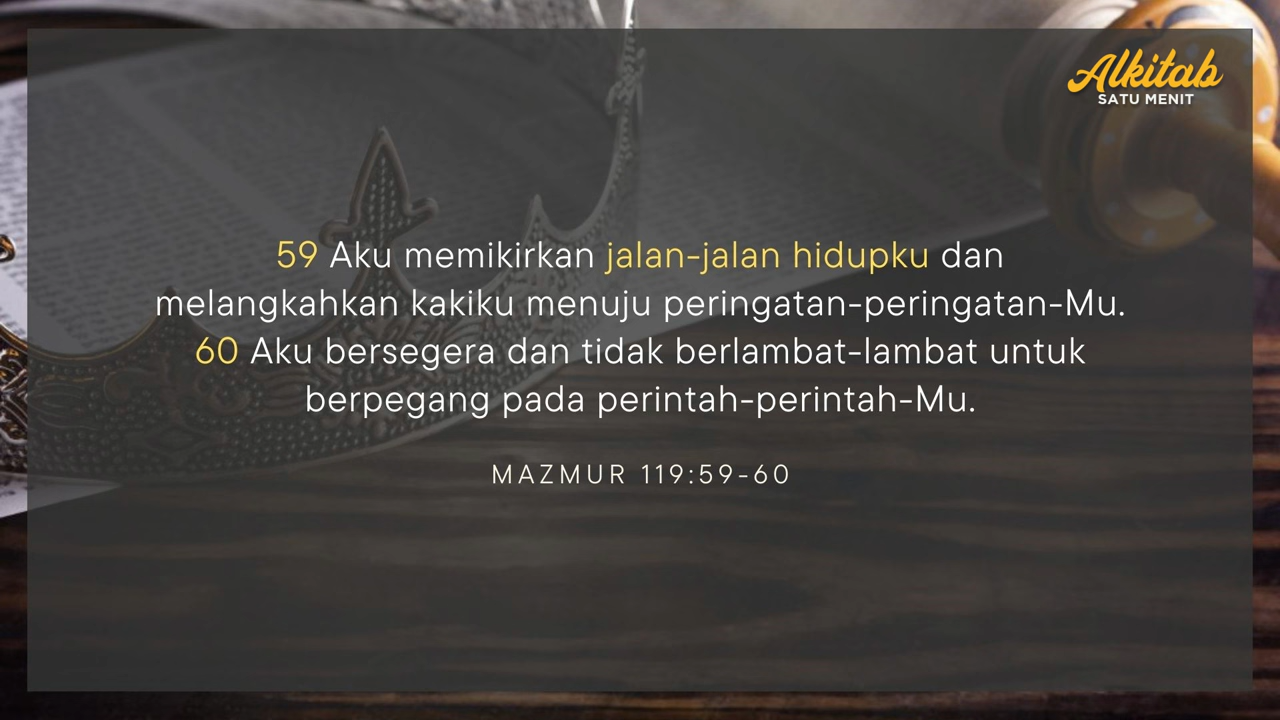 Alkitab
SATU MENIT
59 Aku memikirkan jalan-jalan hidupku dan
melangkahkan kakiku menuju peringatan-peringatan-Mu.
60 Aku bersegera dan tidak berlambat-lambat untuk
berpegang pada perintah-perintah-Mu.
MAZMUR 119:59-60